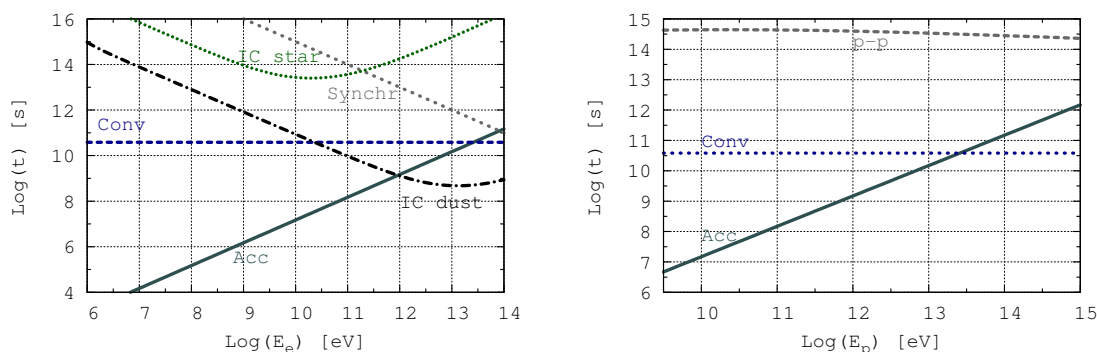 16
14
12
10
8
6
4
Log(t) [s]
IC star
Synchr
Conv
IC dust
Acc
6 7 8 9 10 11 12 13 14
Log(E_e) [eV]
15
14
13
12
11
10
9
8
7
6
Log(t) [s]
p-p
Conv
Acc
10 11 12 13 14 15
Log(E_p) [eV]